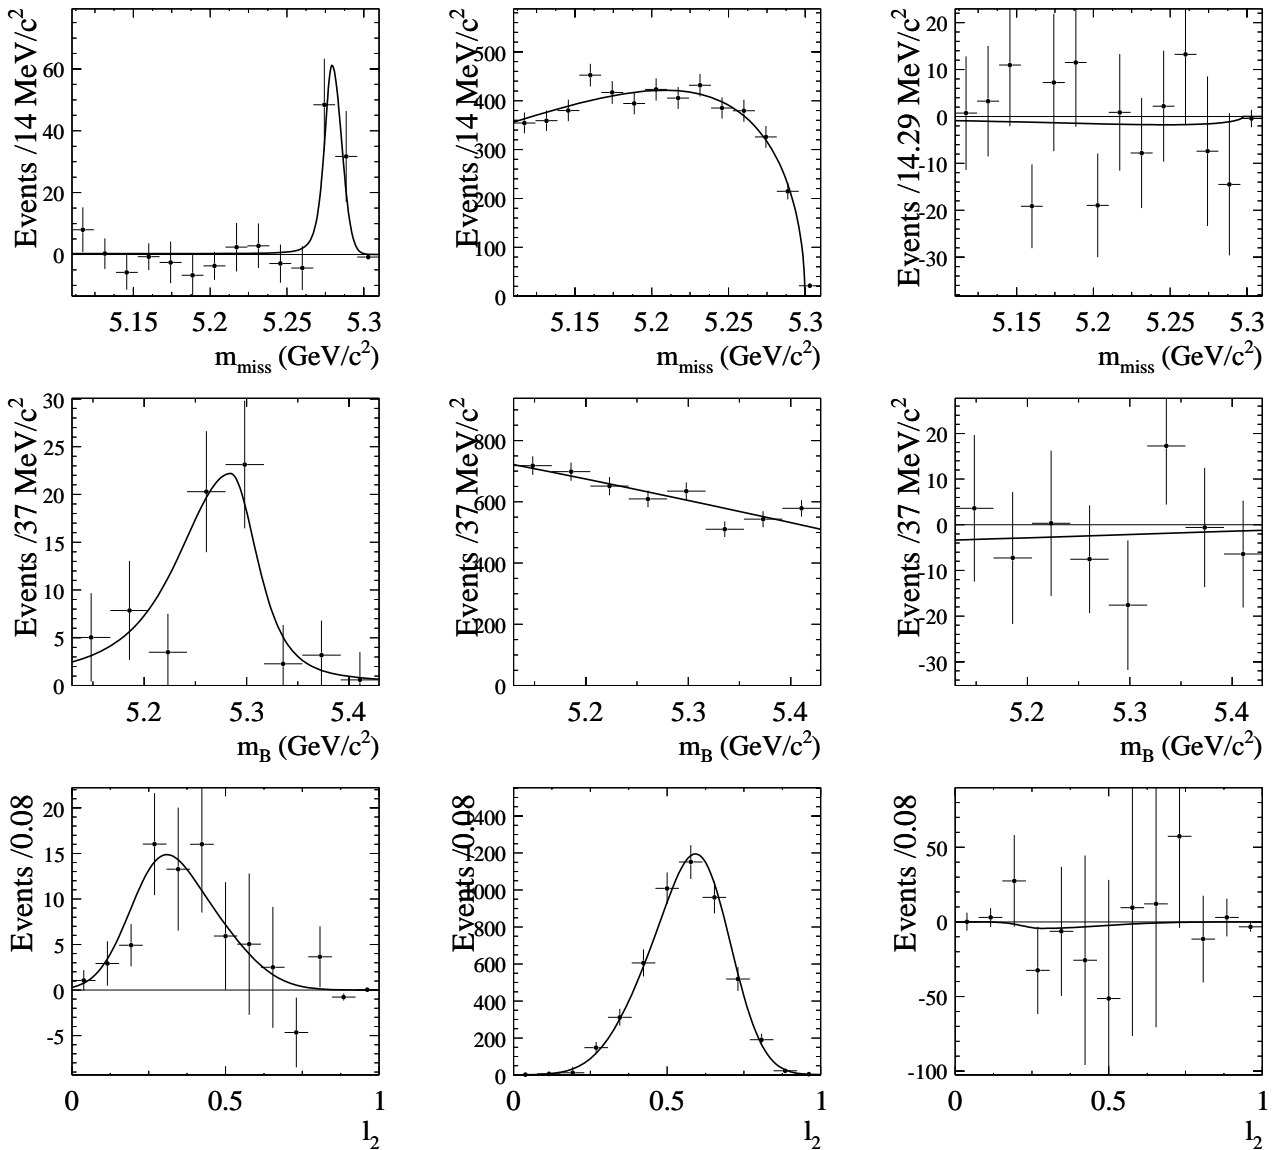 Events /14 MeV/c²
60
40
20
0
5.15 5.2 5.25 5.3
m_miss (GeV/c²)
Events /14 MeV/c²
500
400
300
200
100
0
5.15 5.2 5.25 5.3
m_miss (GeV/c²)
Events /14.29 MeV/c²
20
10
0
-10
-20
-30
5.15 5.2 5.25 5.3
m_miss (GeV/c²)
Events /37 MeV/c²
30
25
20
15
10
5
0
5.2 5.3 5.4
m_B (GeV/c²)
Events /37 MeV/c²
800
600
400
200
0
5.2 5.3 5.4
m_B (GeV/c²)
Events /37 MeV/c²
20
10
0
-10
-20
-30
5.2 5.3 5.4
m_B (GeV/c²)
Events /0.08
20
15
10
5
0
-5
0 0.5 1
l₂
Events /0.08
1400
1200
1000
800
600
400
200
0
0 0.5 1
l₂
Events /0.08
50
0
-50
-100
0 0.5 1
l₂